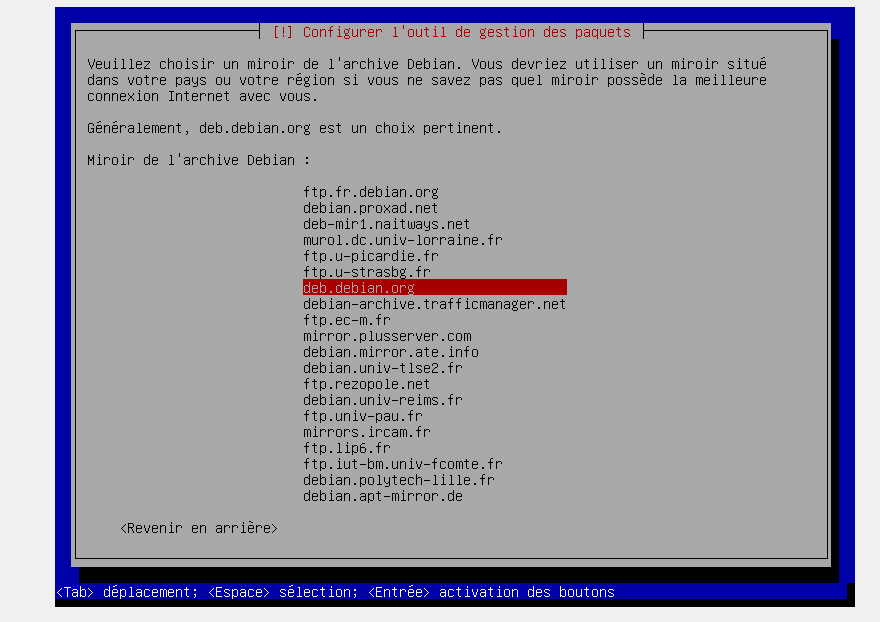 [!] Configurer l'outil de gestion des paquets
Veuillez choisir un miroir de l'archive Debian. Vous devriez utiliser un miroir situé
dans votre pays ou votre région si vous ne savez pas quel miroir possède la meilleure
connexion Internet avec vous.
Généralement, deb.debian.org est un choix pertinent.
Miroir de l'archive Debian :
ftp.fr.debian.org
debian.proxad.net
deb-mir1.naitways.net
murol.dc.univ-lorraine.fr
ftp.u-picardie.fr
ftp.u-strasbg.fr
deb.debian.org
debian-archive.trafficmanager.net
ftp.ec-m.fr
mirror.plusserver.com
debian.mirror.ate.info
debian.univ-tlse2.fr
ftp.rezopole.net
debian.univ-reims.fr
ftp.univ-pau.fr
mirrors.ircam.fr
ftp.lip6.fr
ftp.iut-bm.univ-fcomte.fr
debian.polytech-lille.fr
debian.apt-mirror.de
<Revenir en arrière>
<Tab> déplacement; <Espace> sélection; <Entrée> activation des boutons